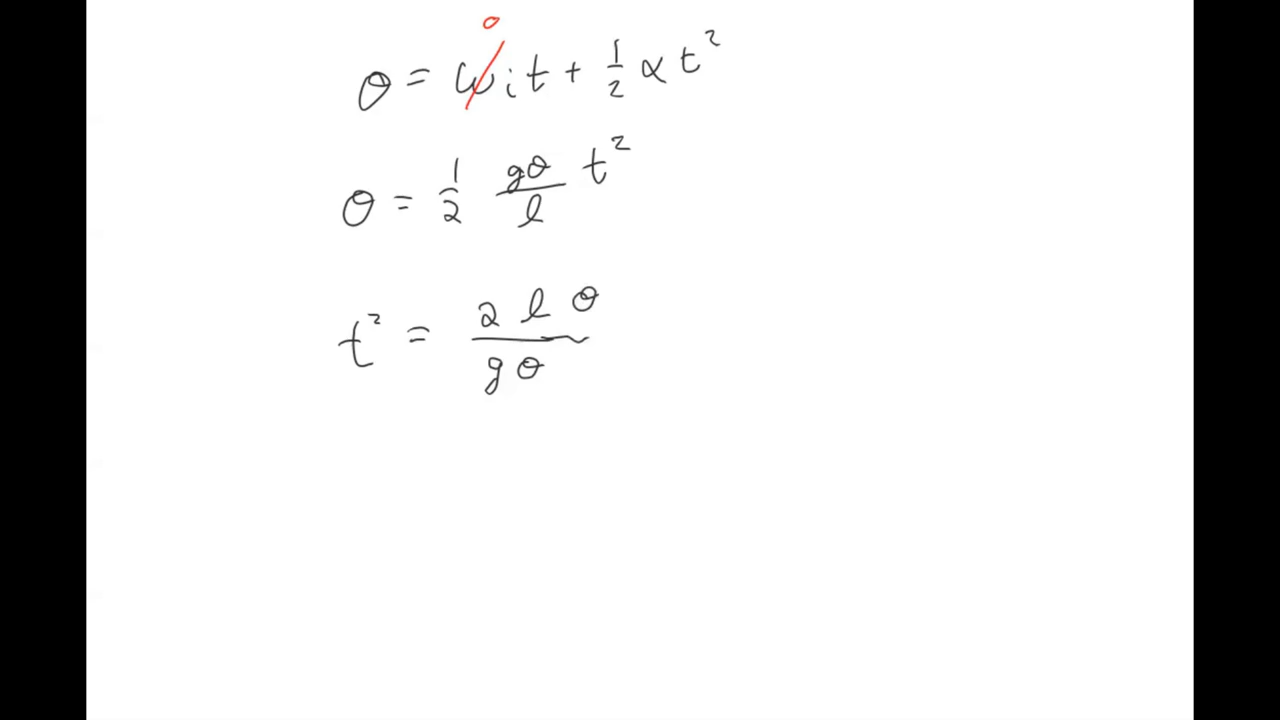 0
θ = ωit + 1/2 αt²
θ = 1/2 gθ/l t²
t² = 2lθ/gθ